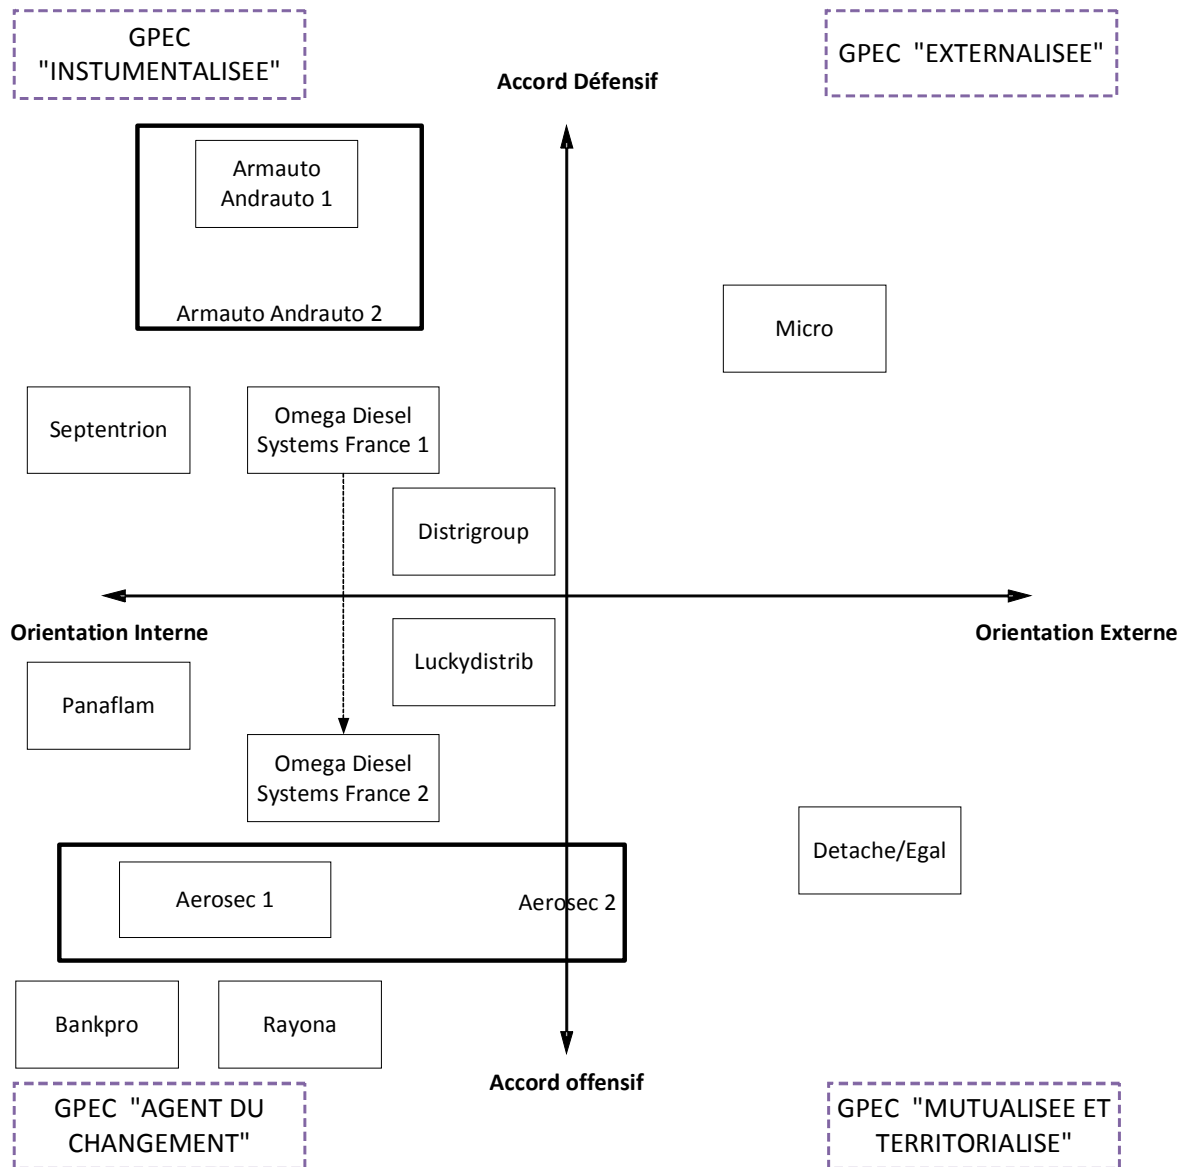 GPEC
"INSTUMENTALISEE"
GPEC "EXTERNALISEE"
Accord Défensif
Armauto
Andrauto 1
Armauto Andrauto 2
Micro
Septentrion
Omega Diesel
Systems France 1
Distrigroup
Orientation Interne
Orientation Externe
Luckydistrib
Panaflam
Omega Diesel
Systems France 2
Detache/Egal
Aerosec 1
Aerosec 2
Bankpro
Rayona
Accord offensif
GPEC "AGENT DU
CHANGEMENT"
GPEC "MUTUALISEE ET
TERRITORIALISE"